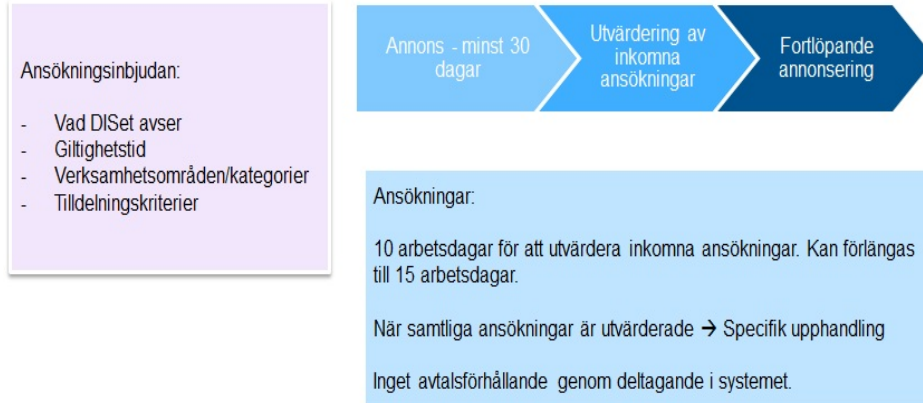 Ansökningsinbjudan:
- Vad DISet avser
- Giltighetstid
- Verksamhetsområden/kategorier
- Tilldelningskriterier
Annons - minst 30
dagar
Utvärdering av
inkomna
ansökningar
Fortlöpande
annonsering
Ansökningar:
10 arbetsdagar för att utvärdera inkomna ansökningar. Kan förlängas
till 15 arbetsdagar.
När samtliga ansökningar är utvärderade → Specifik upphandling
Inget avtalsförhållande genom deltagande i systemet.